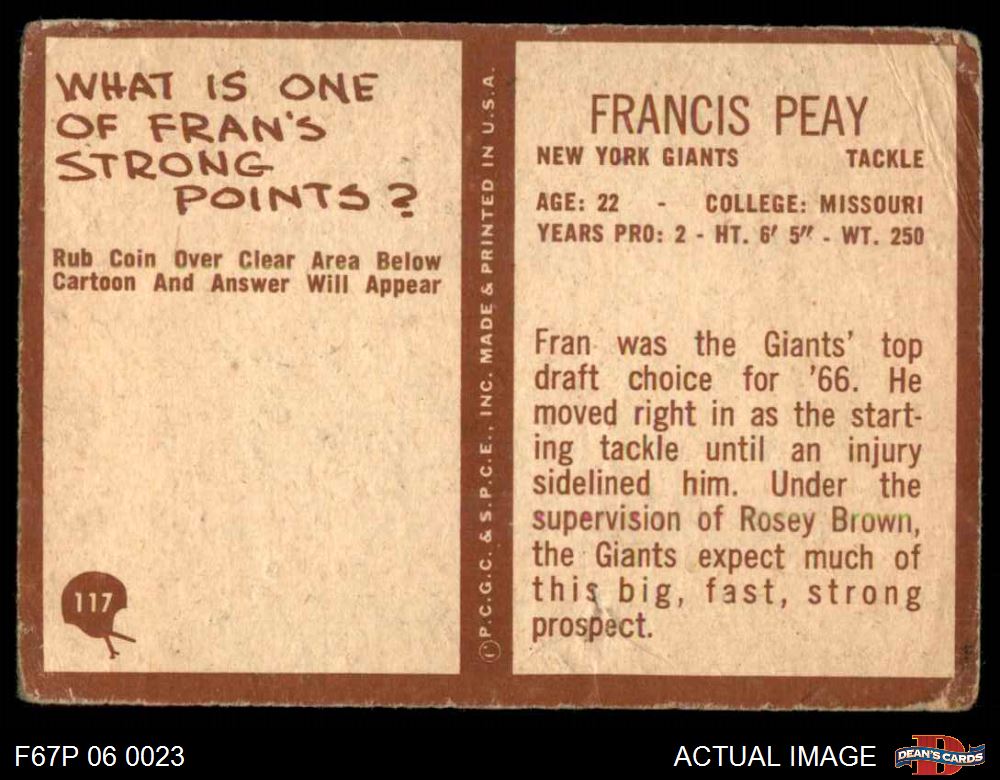 WHAT IS ONE
OF FRAN'S
STRONG
POINTS?
Rub Coin Over Clear Area Below
Cartoon And Answer Will Appear
117
©P.C.G.C. & S.P.C.E., INC. MADE & PRINTED IN U.S.A.
FRANCIS PEAY
NEW YORK GIANTS TACKLE
AGE: 22 - COLLEGE: MISSOURI
YEARS PRO: 2 - HT. 6' 5" - WT. 250
Fran was the Giants' top
draft choice for '66. He
moved right in as the start-
ing tackle until an injury
sidelined him. Under the
supervision of Rosey Brown,
the Giants expect much of
this big, fast, strong
prospect.
F67P 06 0023
ACTUAL IMAGE
D
DEAN'S CARDS